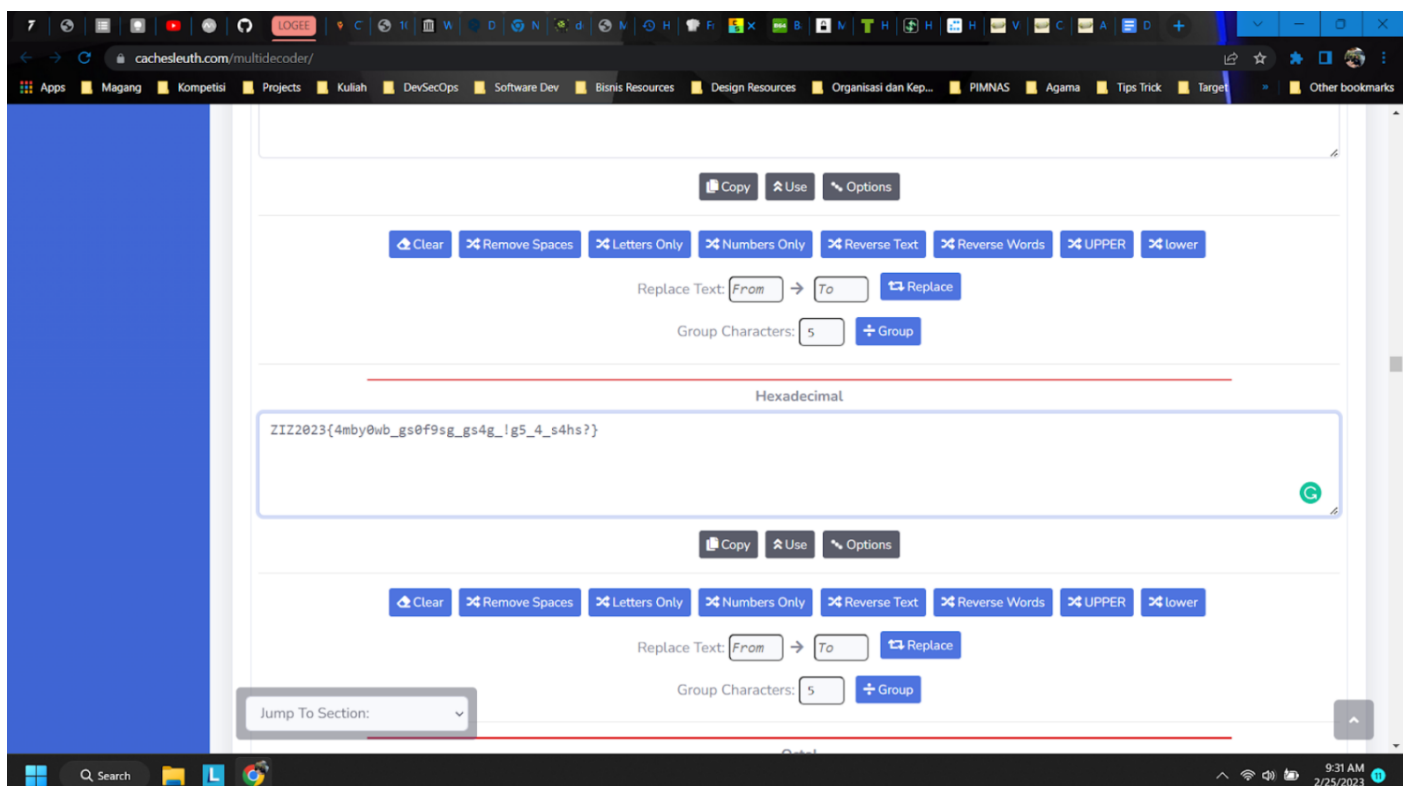 LOGEE
cachesleuth.com/multidecoder/
Apps Magang Kompetisi Projects Kuliah DevSecOps Software Dev Bisnis Resources Design Resources Organisasi dan Kep... PIMNAS Agama Tips Trick Target » Other bookmarks
Copy Use Options
Clear Remove Spaces Letters Only Numbers Only Reverse Text Reverse Words UPPER lower
Replace Text: From → To Replace
Group Characters: 5 Group
Hexadecimal
ZIZ2023{4mby0wb_gs0f9sg_gs4g_!g5_4_s4hs?}
Copy Use Options
Clear Remove Spaces Letters Only Numbers Only Reverse Text Reverse Words UPPER lower
Replace Text: From → To Replace
Group Characters: 5 Group
Jump To Section:
Search
9:31 AM
2/25/2023
11